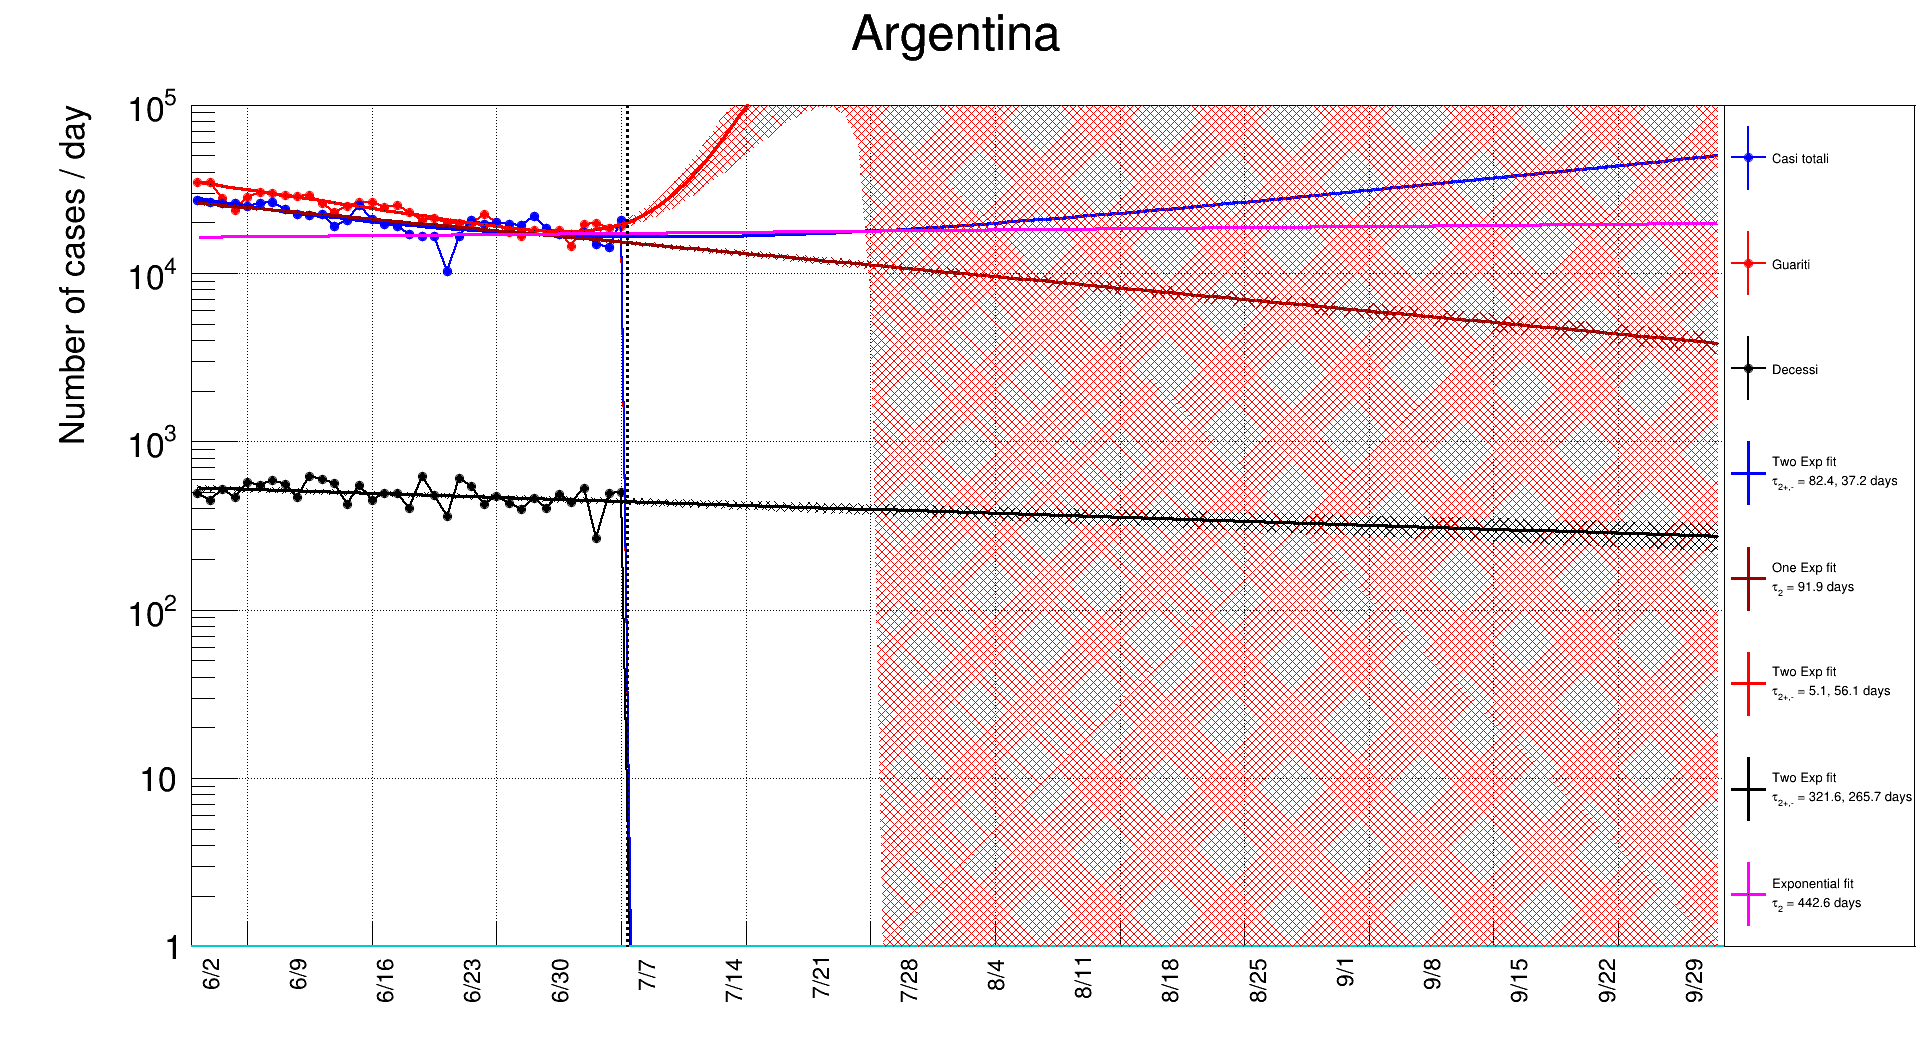 Argentina
Number of cases / day
10^5
10^4
10^3
10^2
10
1
6/2
6/9
6/16
6/23
6/30
7/7
7/14
7/21
7/28
8/4
8/11
8/18
8/25
9/1
9/8
9/15
9/22
9/29
Casi totali
Guariti
Decessi
Two Exp fit
τ2+,- = 82.4, 37.2 days
One Exp fit
τ2 = 91.9 days
Two Exp fit
τ2+,- = 5.1, 56.1 days
Two Exp fit
τ2+,- = 321.6, 265.7 days
Exponential fit
τ2 = 442.6 days